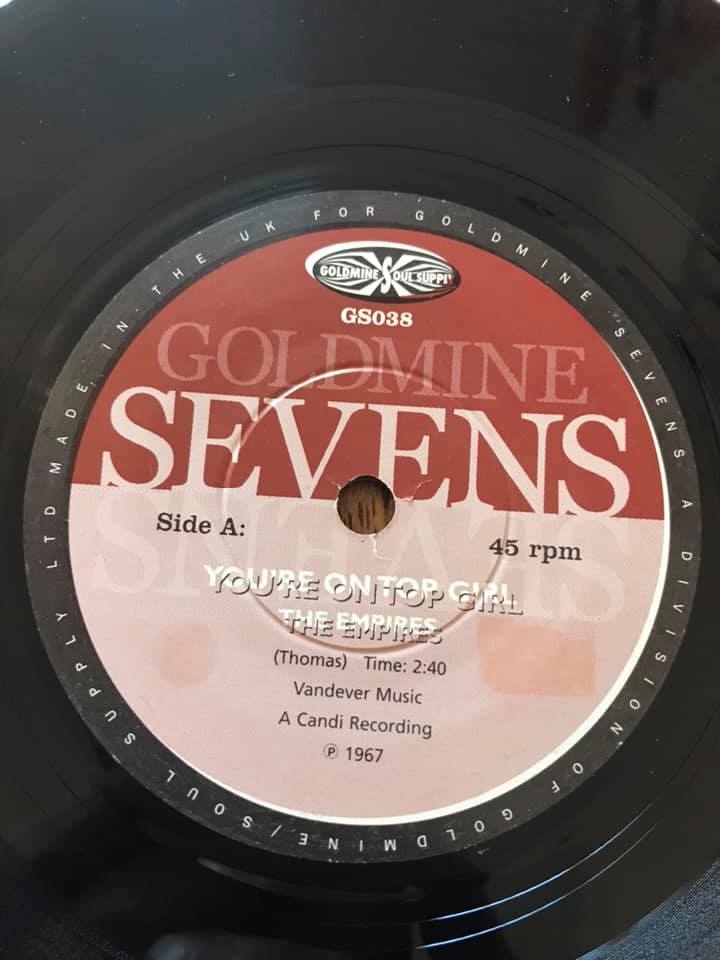 MADE IN THE UK FOR GOLDMINE SEVENS A DIVISION OF GOLDMINE/SOUL SUPPLY LTD
GOLDMINE SOUL SUPPLY
GS038
GOLDMINE
SEVENS
SEVENS
Side A:
45 rpm
YOU'RE ON TOP GIRL
THE EMPIRES
(Thomas) Time: 2:40
Vandever Music
A Candi Recording
℗ 1967